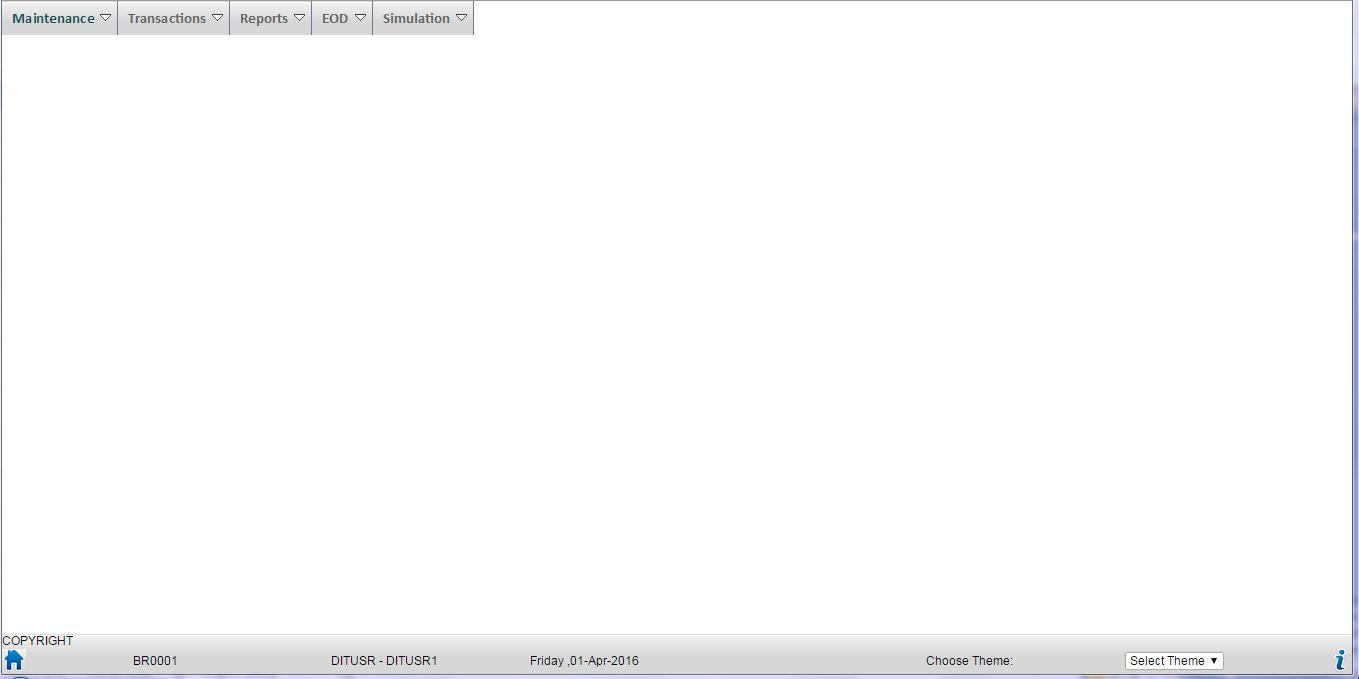 Maintenance Transactions Reports EOD Simulation
COPYRIGHT
BR0001 DITUSR - DITUSR1 Friday ,01-Apr-2016 Choose Theme: Select Theme